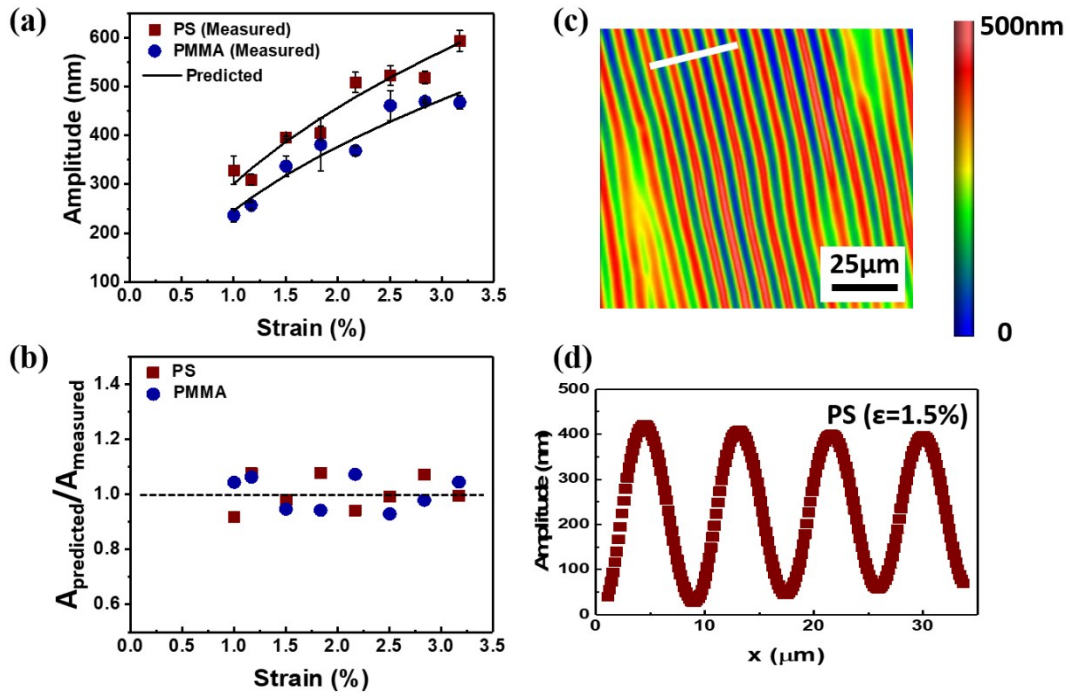 (a)
PS (Measured)
PMMA (Measured)
Predicted
Amplitude (nm)
600
500
400
300
200
100
0.0 0.5 1.0 1.5 2.0 2.5 3.0 3.5
Strain (%)
(c)
25μm
500nm
0
(b)
PS
PMMA
A_predicted/A_measured
1.4
1.2
1.0
0.8
0.6
0.0 0.5 1.0 1.5 2.0 2.5 3.0 3.5
Strain (%)
(d)
PS (ε=1.5%)
Amplitude (nm)
500
400
300
200
100
0
0 10 20 30
x (μm)